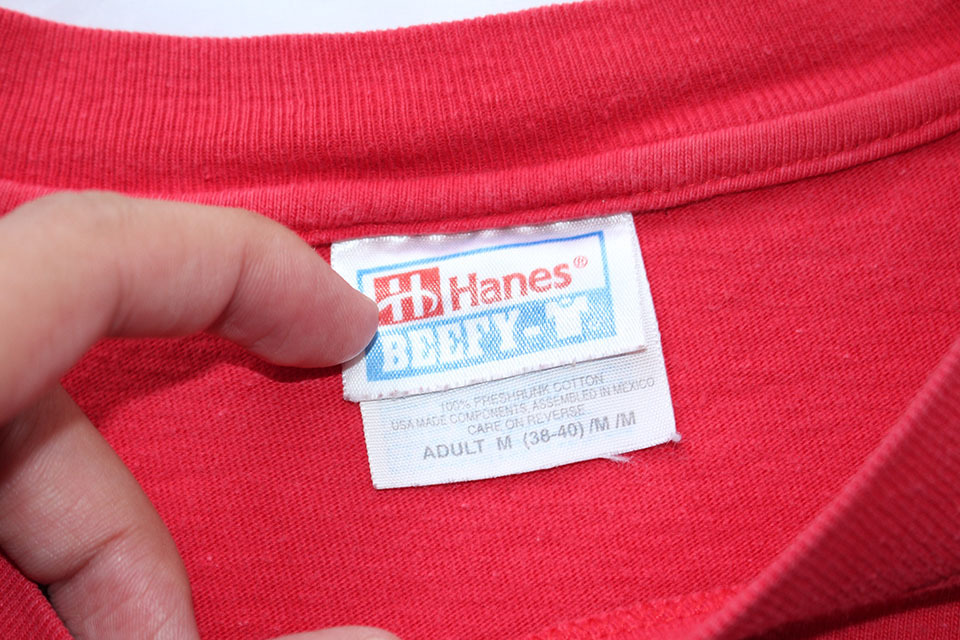 Hanes®
BEEFY-T
100% PRESHRUNK COTTON
USA MADE COMPONENTS, ASSEMBLED IN MEXICO
CARE ON REVERSE
ADULT M (38-40) /M /M